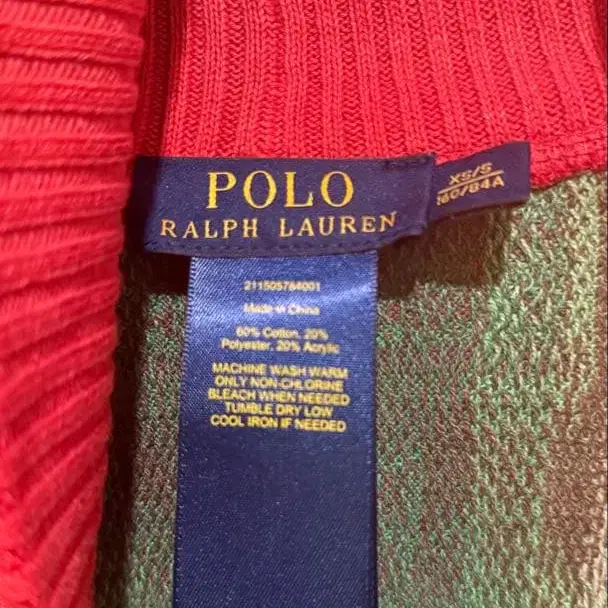 POLO
RALPH LAUREN
XS/S
160/84A
211505784001
Made in China
60% Cotton, 20%
Polyester, 20% Acrylic
MACHINE WASH WARM
ONLY NON-CHLORINE
BLEACH WHEN NEEDED
TUMBLE DRY LOW
COOL IRON IF NEEDED